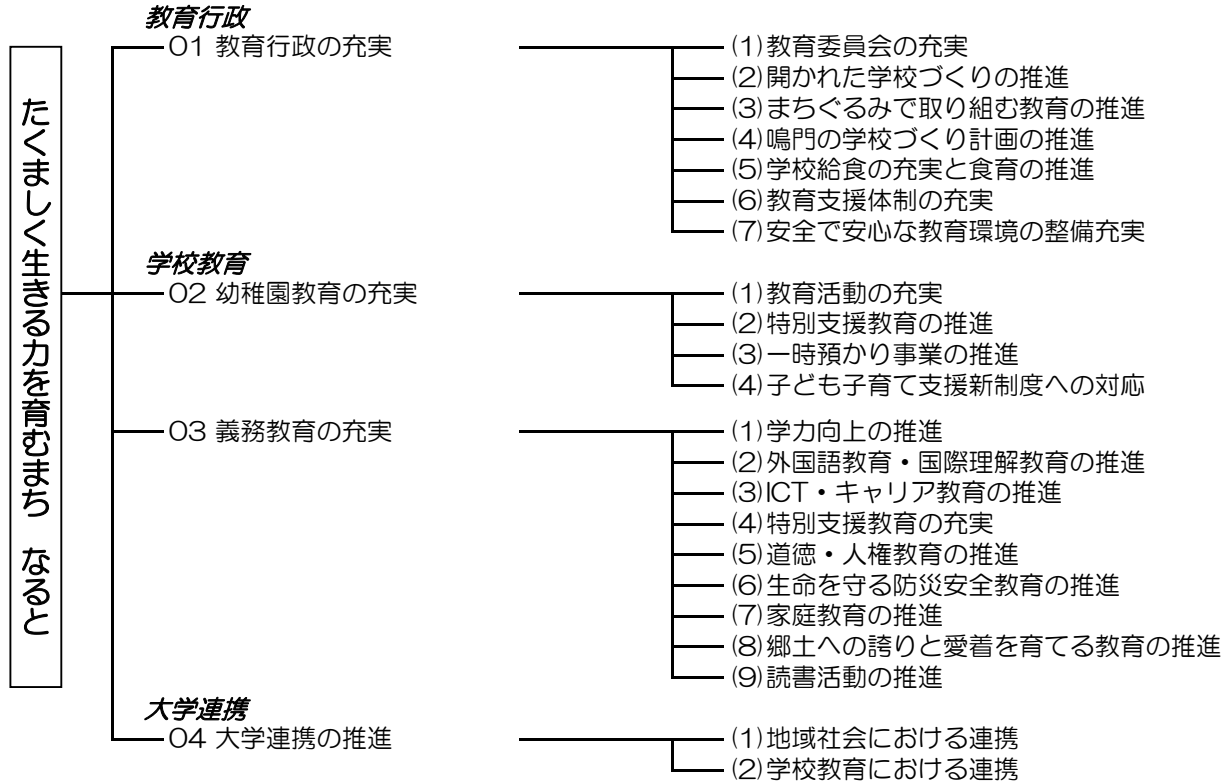 たくましく生きる力を育むまち なると
教育行政
01 教育行政の充実
(1)教育委員会の充実
(2)開かれた学校づくりの推進
(3)まちぐるみで取り組む教育の推進
(4)鳴門の学校づくり計画の推進
(5)学校給食の充実と食育の推進
(6)教育支援体制の充実
(7)安全で安心な教育環境の整備充実
学校教育
02 幼稚園教育の充実
(1)教育活動の充実
(2)特別支援教育の推進
(3)一時預かり事業の推進
(4)子ども子育て支援新制度への対応
03 義務教育の充実
(1)学力向上の推進
(2)外国語教育・国際理解教育の推進
(3)ICT・キャリア教育の推進
(4)特別支援教育の充実
(5)道徳・人権教育の推進
(6)生命を守る防災安全教育の推進
(7)家庭教育の推進
(8)郷土への誇りと愛着を育てる教育の推進
(9)読書活動の推進
大学連携
04 大学連携の推進
(1)地域社会における連携
(2)学校教育における連携